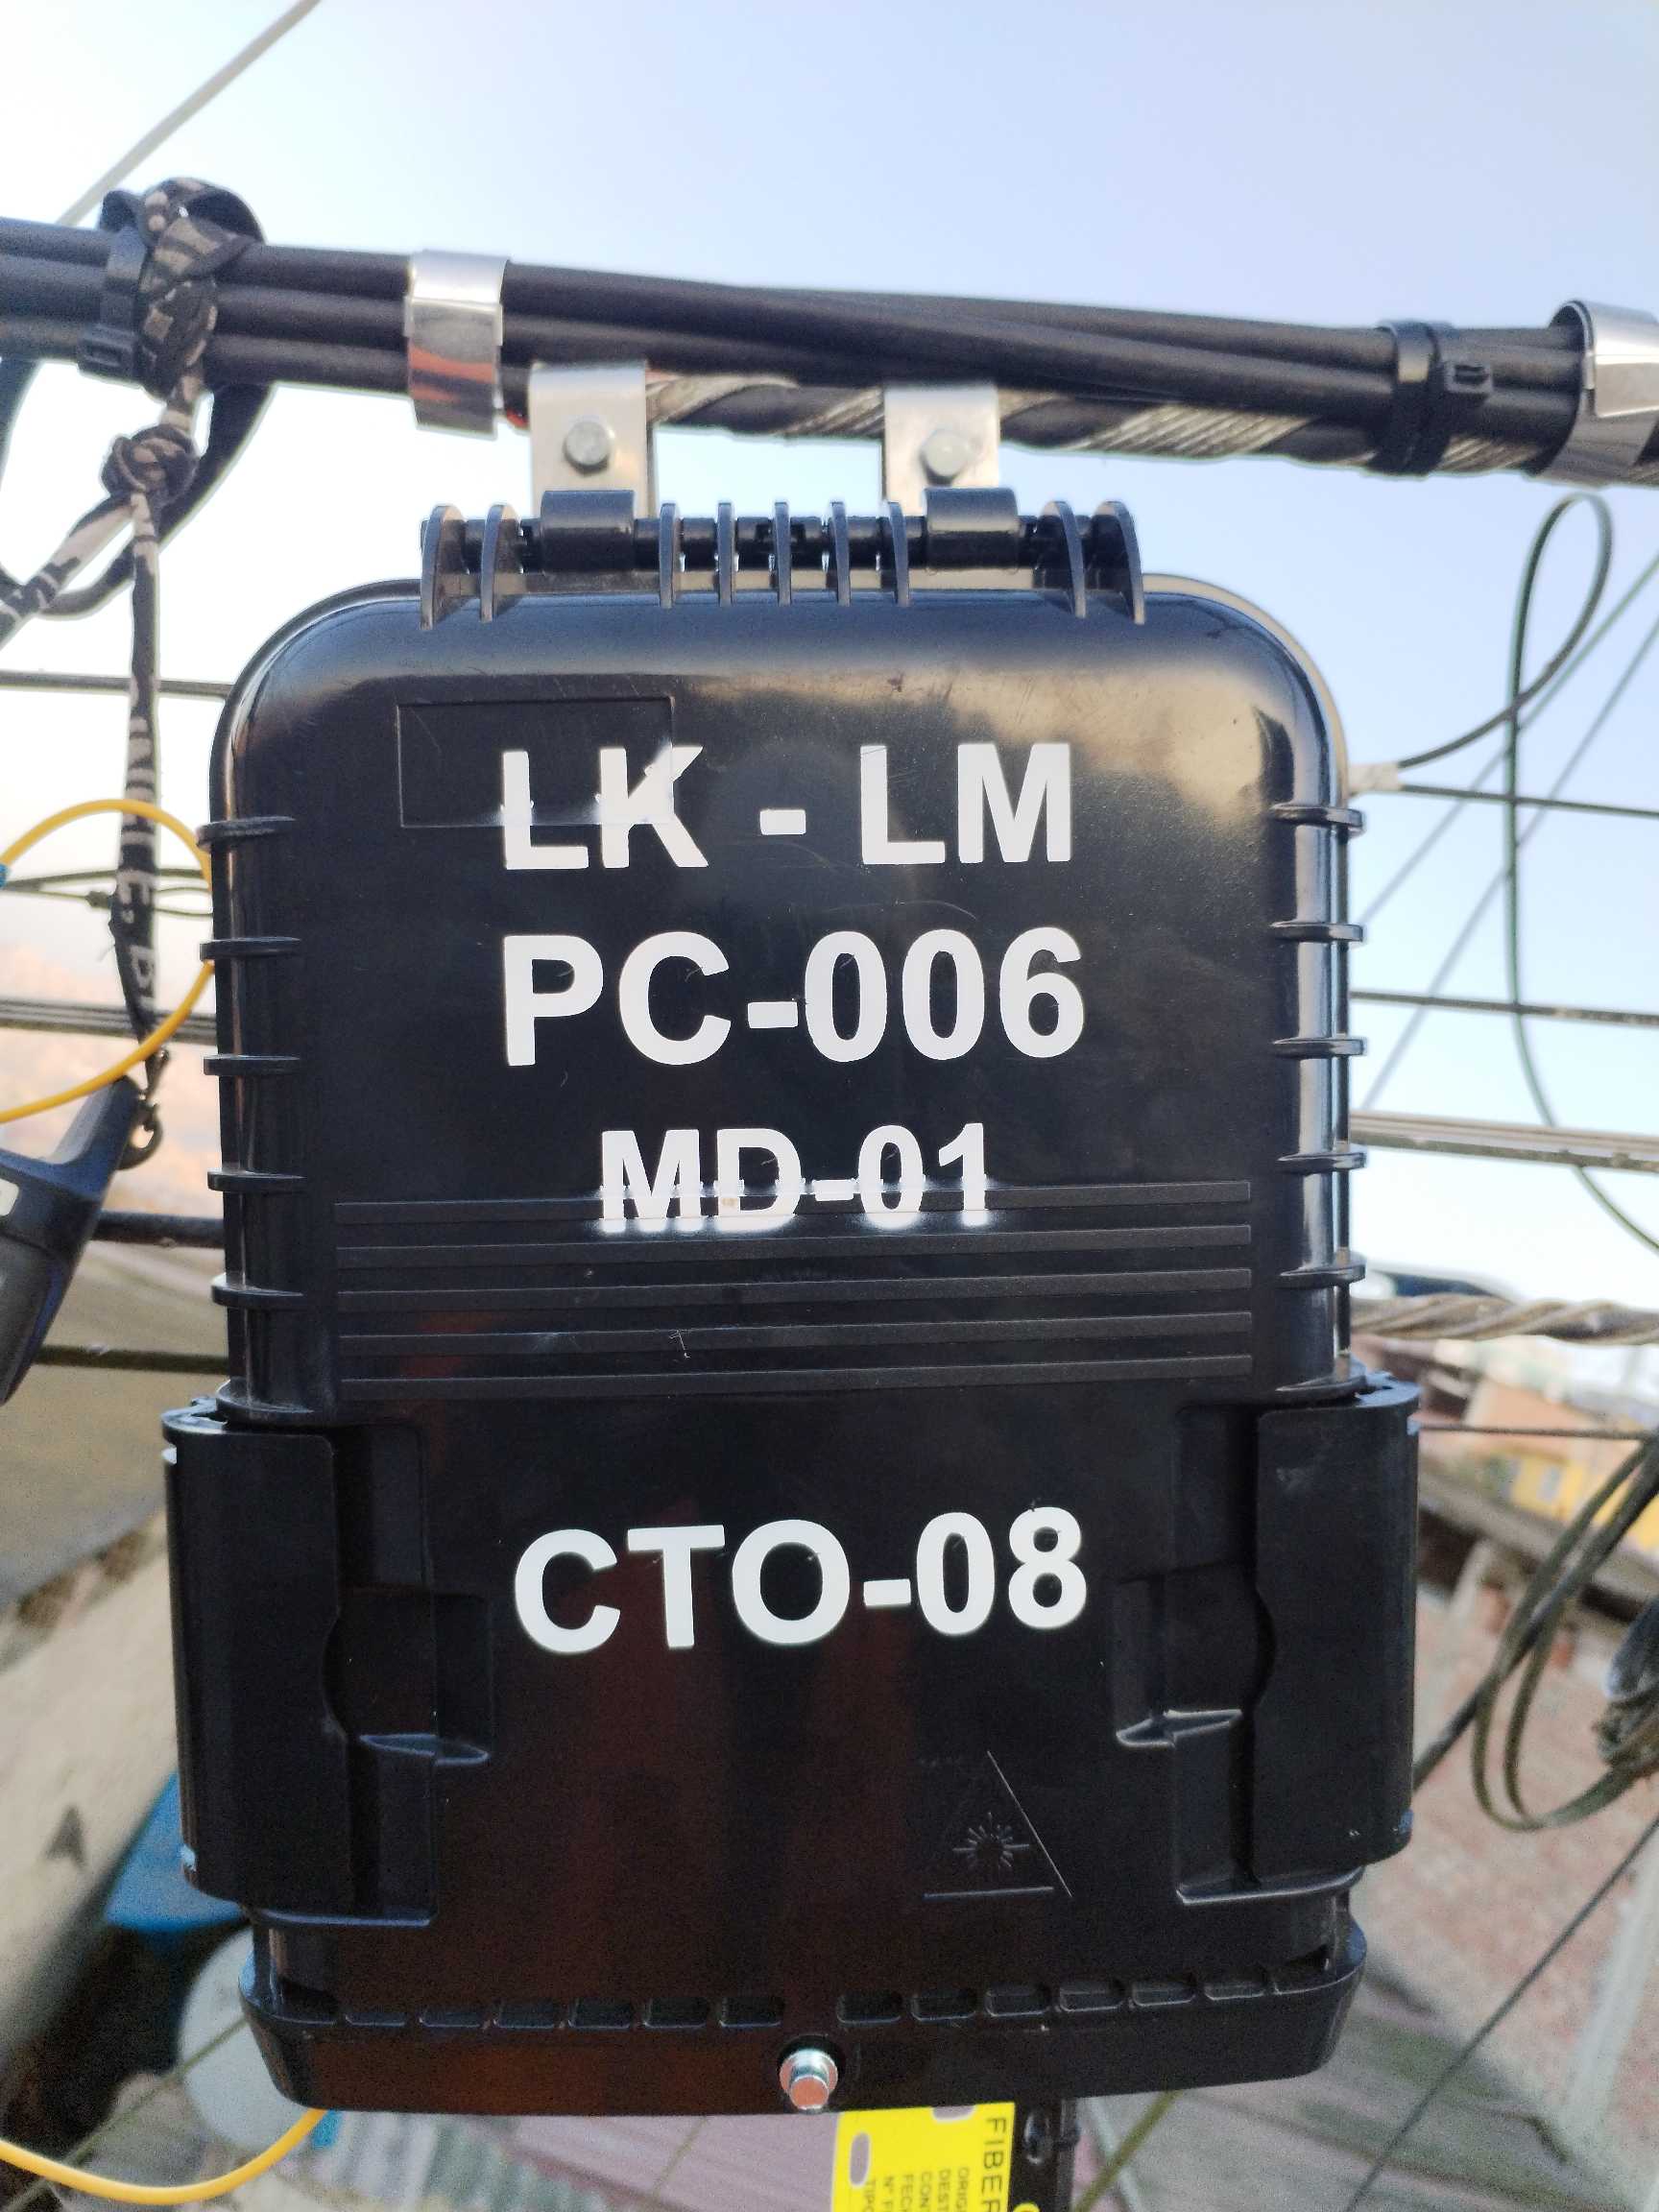 LK - LM
PC-006
MD-01
CTO-08
FIBER